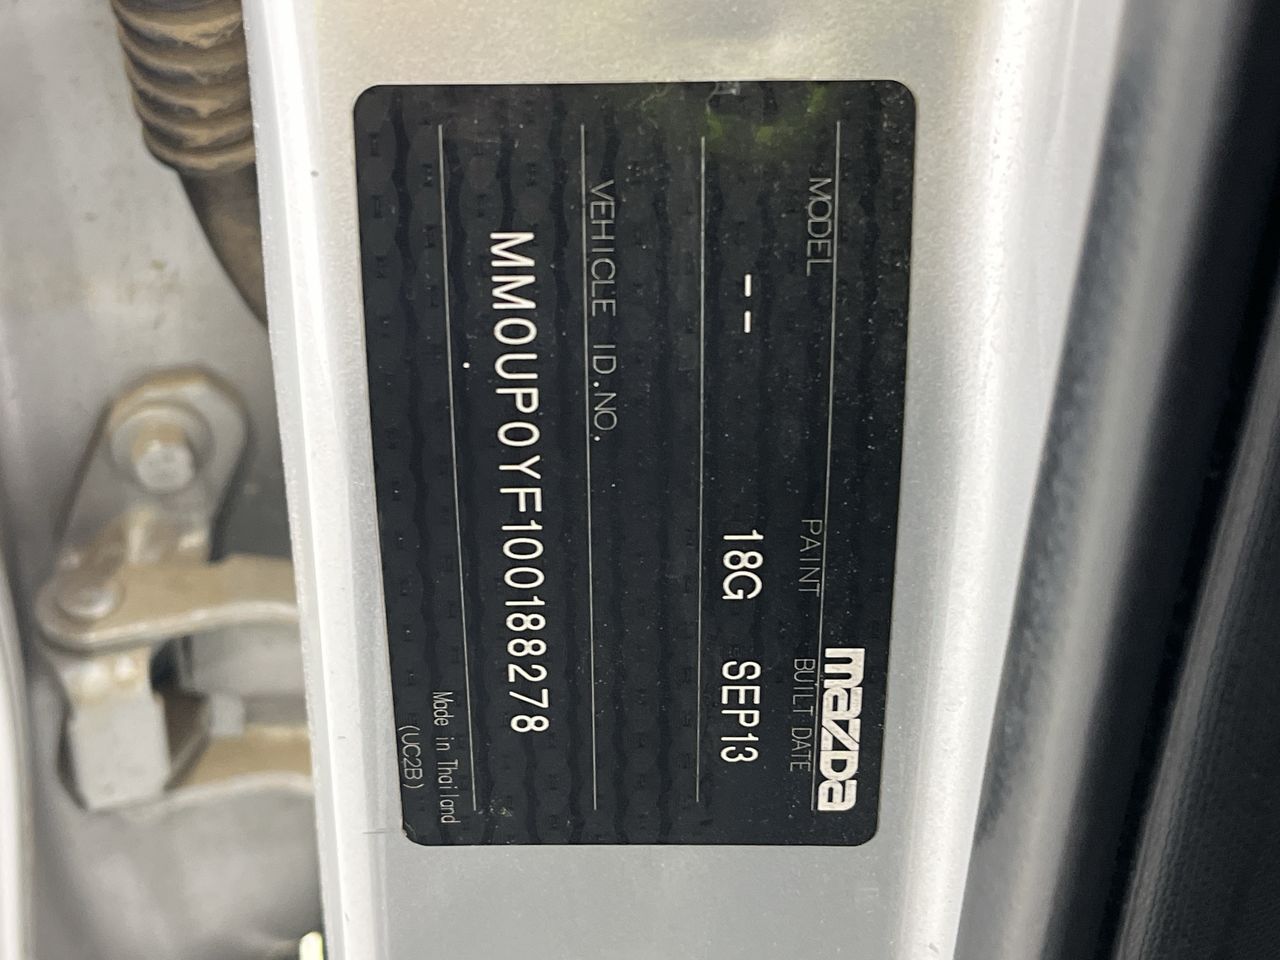 mazda
MODEL PAINT BUILT DATE
-- 18G SEP13
VEHICLE ID.NO.
MM0UP0YF100188278
Made in Thailand
(UC2B)